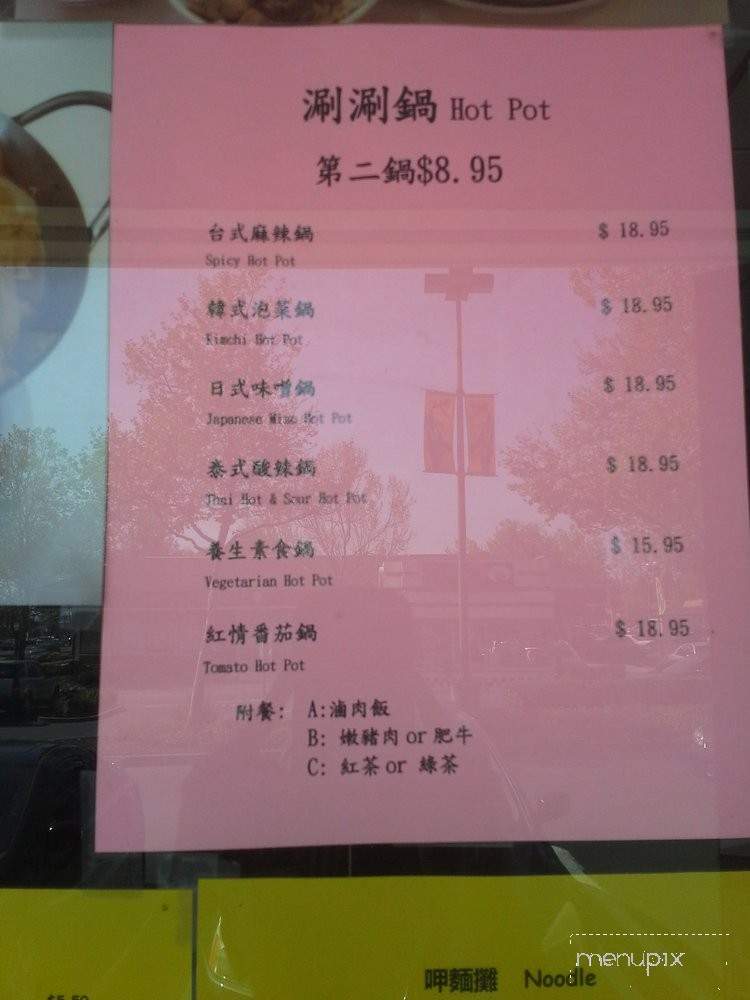 涮涮鍋 Hot Pot
第二鍋$8.95
台式麻辣鍋 $ 18.95
Spicy Hot Pot
韓式泡菜鍋 $ 18.95
Kimchi Hot Pot
日式味噌鍋 $ 18.95
Japanese Miso Hot Pot
泰式酸辣鍋 $ 18.95
Thai Hot & Sour Hot Pot
養生素食鍋 $ 15.95
Vegetarian Hot Pot
紅情番茄鍋 $ 18.95
Tomato Hot Pot
附餐: A:滷肉飯
B: 嫩豬肉 or 肥牛
C: 紅茶 or 綠茶
呷麵攤 Noodle
$5.50
menupix